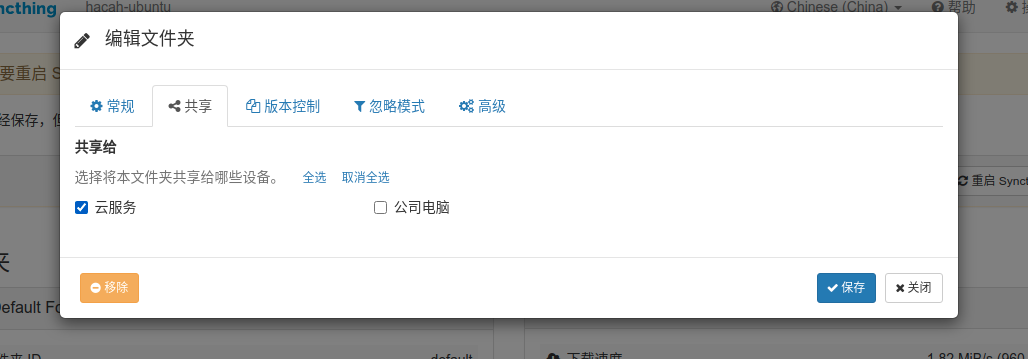 ncthing hacah-ubuntu Chinese (China) 帮助
编辑文件夹
要重启 S
常规 共享 版本控制 忽略模式 高级
经保存，但
共享给
选择将本文件夹共享给哪些设备。 全选 取消全选
重启 Synct
云服务 公司电脑
夹
移除 保存 关闭
Default Fo
件夹 ID default 下载速度 1.82 MiB/s (960